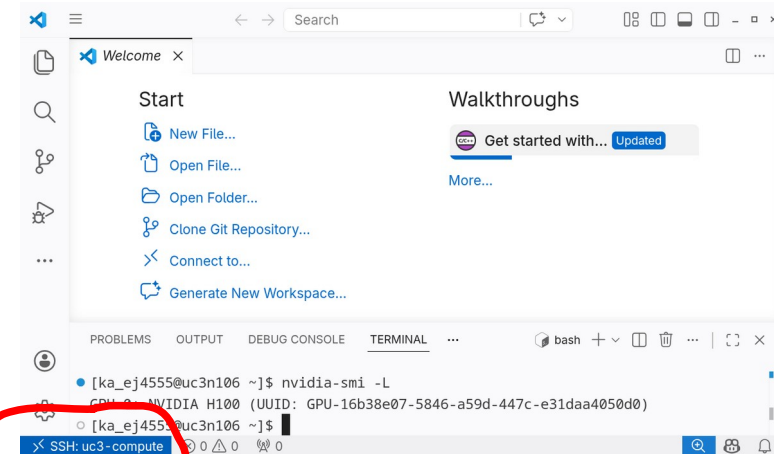 Search
Welcome
Start
New File...
Open File...
Open Folder...
Clone Git Repository...
Connect to...
Generate New Workspace...
Walkthroughs
C/C++ Get started with... Updated
More...
PROBLEMS OUTPUT DEBUG CONSOLE TERMINAL ... bash
[ka_ej4555@uc3n106 ~]$ nvidia-smi -L
GPU 0: NVIDIA H100 (UUID: GPU-16b38e07-5846-a59d-447c-e31daa4050d0)
[ka_ej4555@uc3n106 ~]$
SSH: uc3-compute 0 0 0